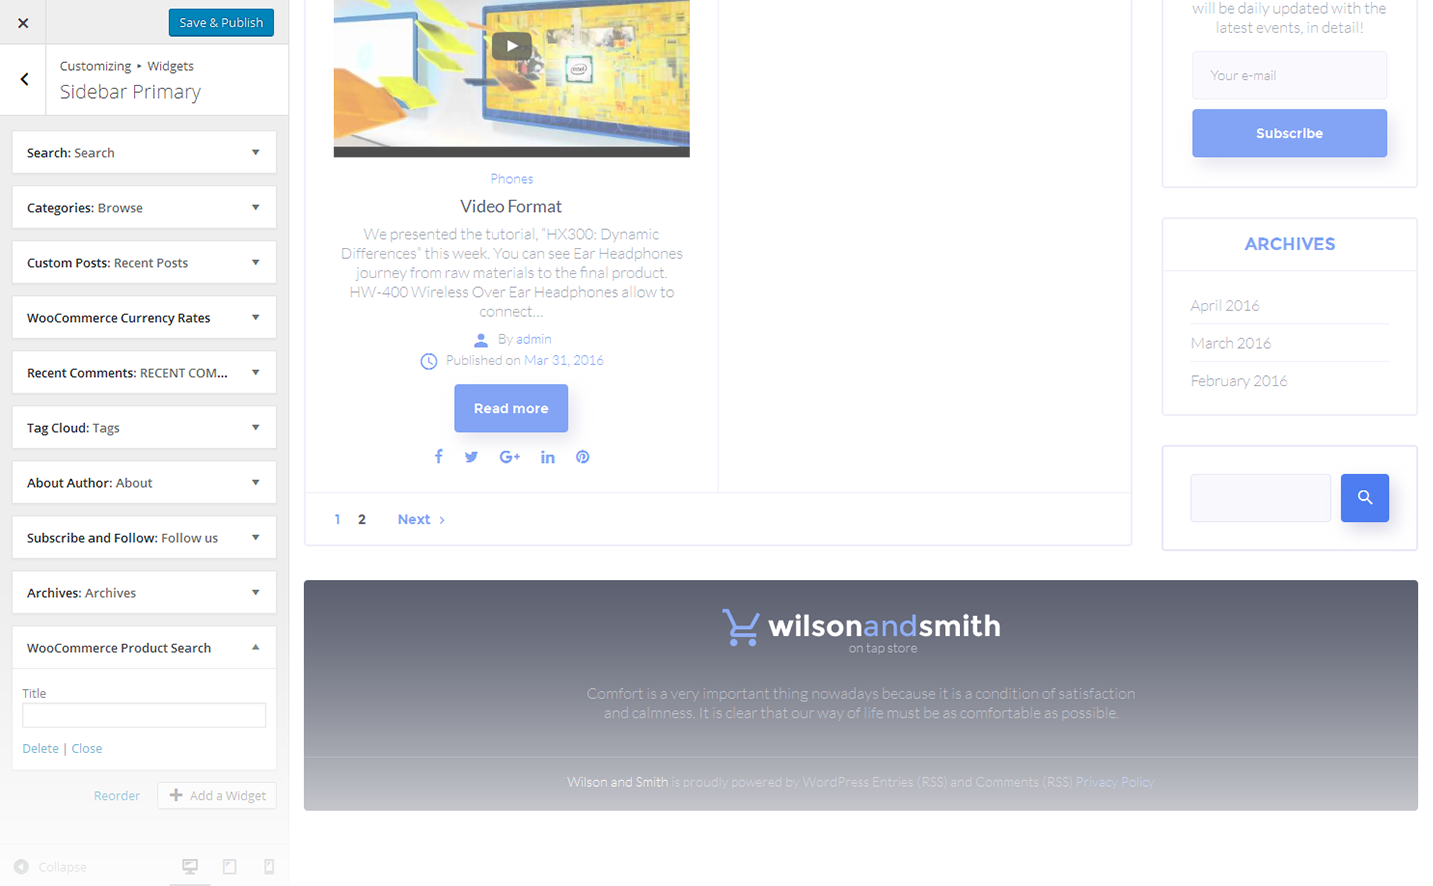 Save & Publish
Customizing ▸ Widgets
Sidebar Primary
Search: Search
Categories: Browse
Custom Posts: Recent Posts
WooCommerce Currency Rates
Recent Comments: RECENT COM...
Tag Cloud: Tags
About Author: About
Subscribe and Follow: Follow us
Archives: Archives
WooCommerce Product Search
Title
Delete | Close
Reorder
Add a Widget
Collapse
intel
Phones
Video Format
We presented the tutorial, "HX300: Dynamic
Differences" this week. You can see Ear Headphones
journey from raw materials to the final product.
HW-400 Wireless Over Ear Headphones allow to
connect...
By admin
Published on Mar 31, 2016
Read more
1 2 Next
will be daily updated with the
latest events, in detail!
Your e-mail
Subscribe
ARCHIVES
April 2016
March 2016
February 2016
wilsonandsmith
on tap store
Comfort is a very important thing nowadays because it is a condition of satisfaction
and calmness. It is clear that our way of life must be as comfortable as possible.
Wilson and Smith is proudly powered by WordPress Entries (RSS) and Comments (RSS) Privacy Policy